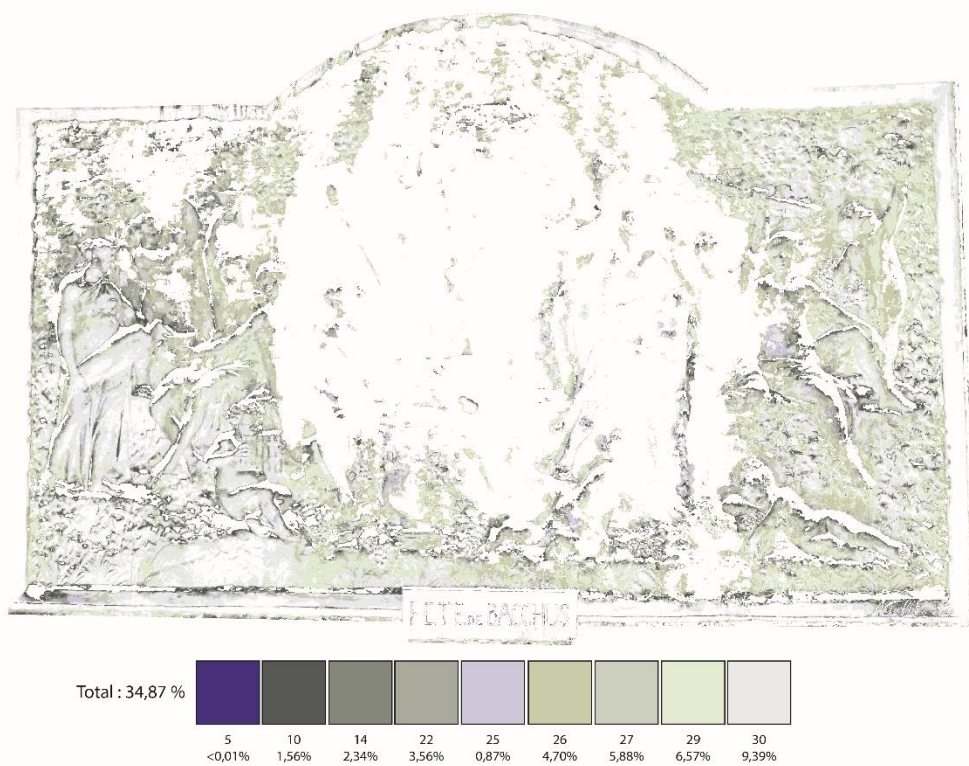 FETE DE BACCHUS
Total : 34,87 %
5 10 14 22 25 26 27 29 30
<0,01% 1,56% 2,34% 3,56% 0,87% 4,70% 5,88% 6,57% 9,39%